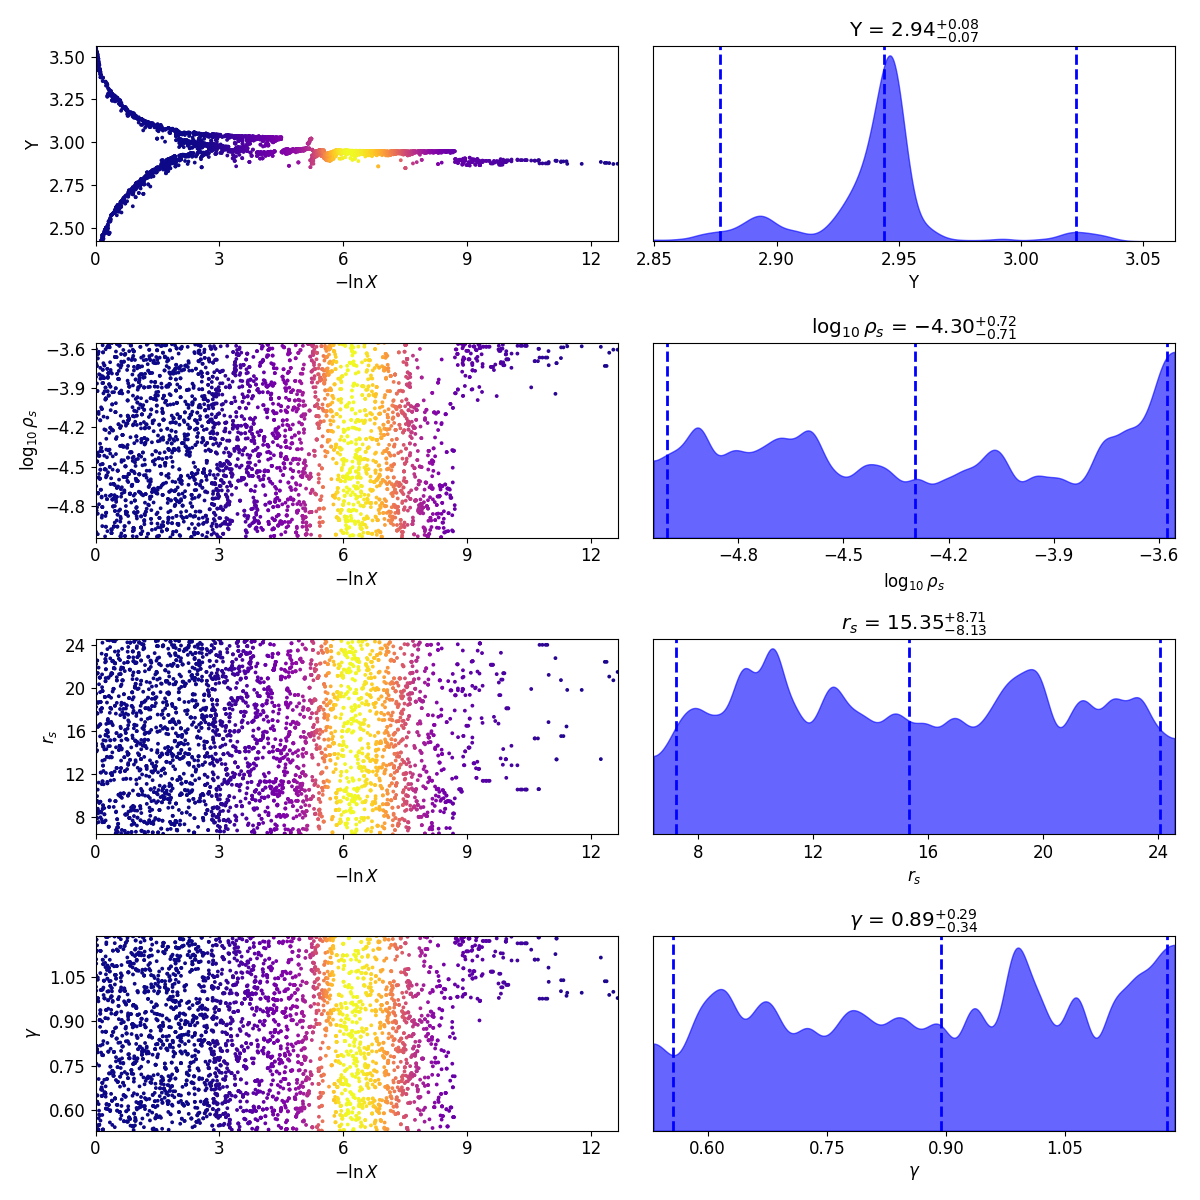 Y = 2.94+0.08−0.07
3.50
3.25
3.00
2.75
2.50
Y
0 3 6 9 12
−ln X
2.85 2.90 2.95 3.00 3.05
Y
log10 ρs = −4.30+0.72−0.71
−3.6
−3.9
−4.2
−4.5
−4.8
log10 ρs
0 3 6 9 12
−ln X
−4.8 −4.5 −4.2 −3.9 −3.6
log10 ρs
rs = 15.35+8.71−8.13
24
20
16
12
8
rs
0 3 6 9 12
−ln X
8 12 16 20 24
rs
γ = 0.89+0.29−0.34
1.05
0.90
0.75
0.60
γ
0 3 6 9 12
−ln X
0.60 0.75 0.90 1.05
γ